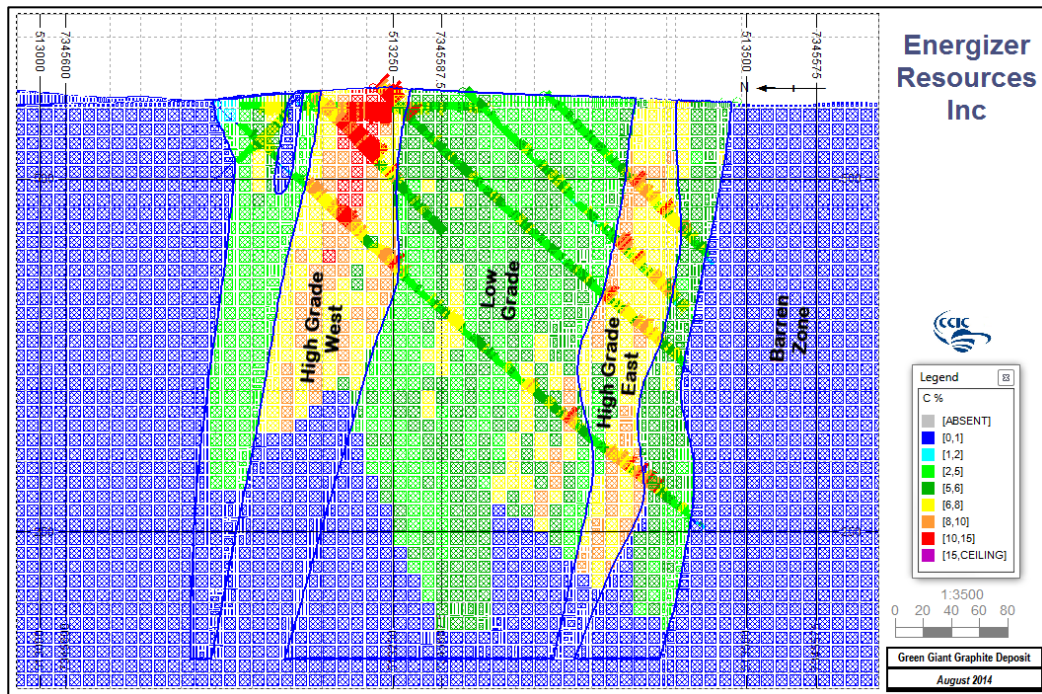 Energizer
Resources
Inc
513000
7345600
513250
7345587.5
513500
7345575
N
High Grade
West
Low
Grade
High Grade
East
Barren
Zone
CCIC
Legend
C %
[ABSENT]
[0,1]
[1,2]
[2,5]
[5,6]
[6,8]
[8,10]
[10,15]
[15,CEILING]
1:3500
0 20 40 60 80
Green Giant Graphite Deposit
August 2014